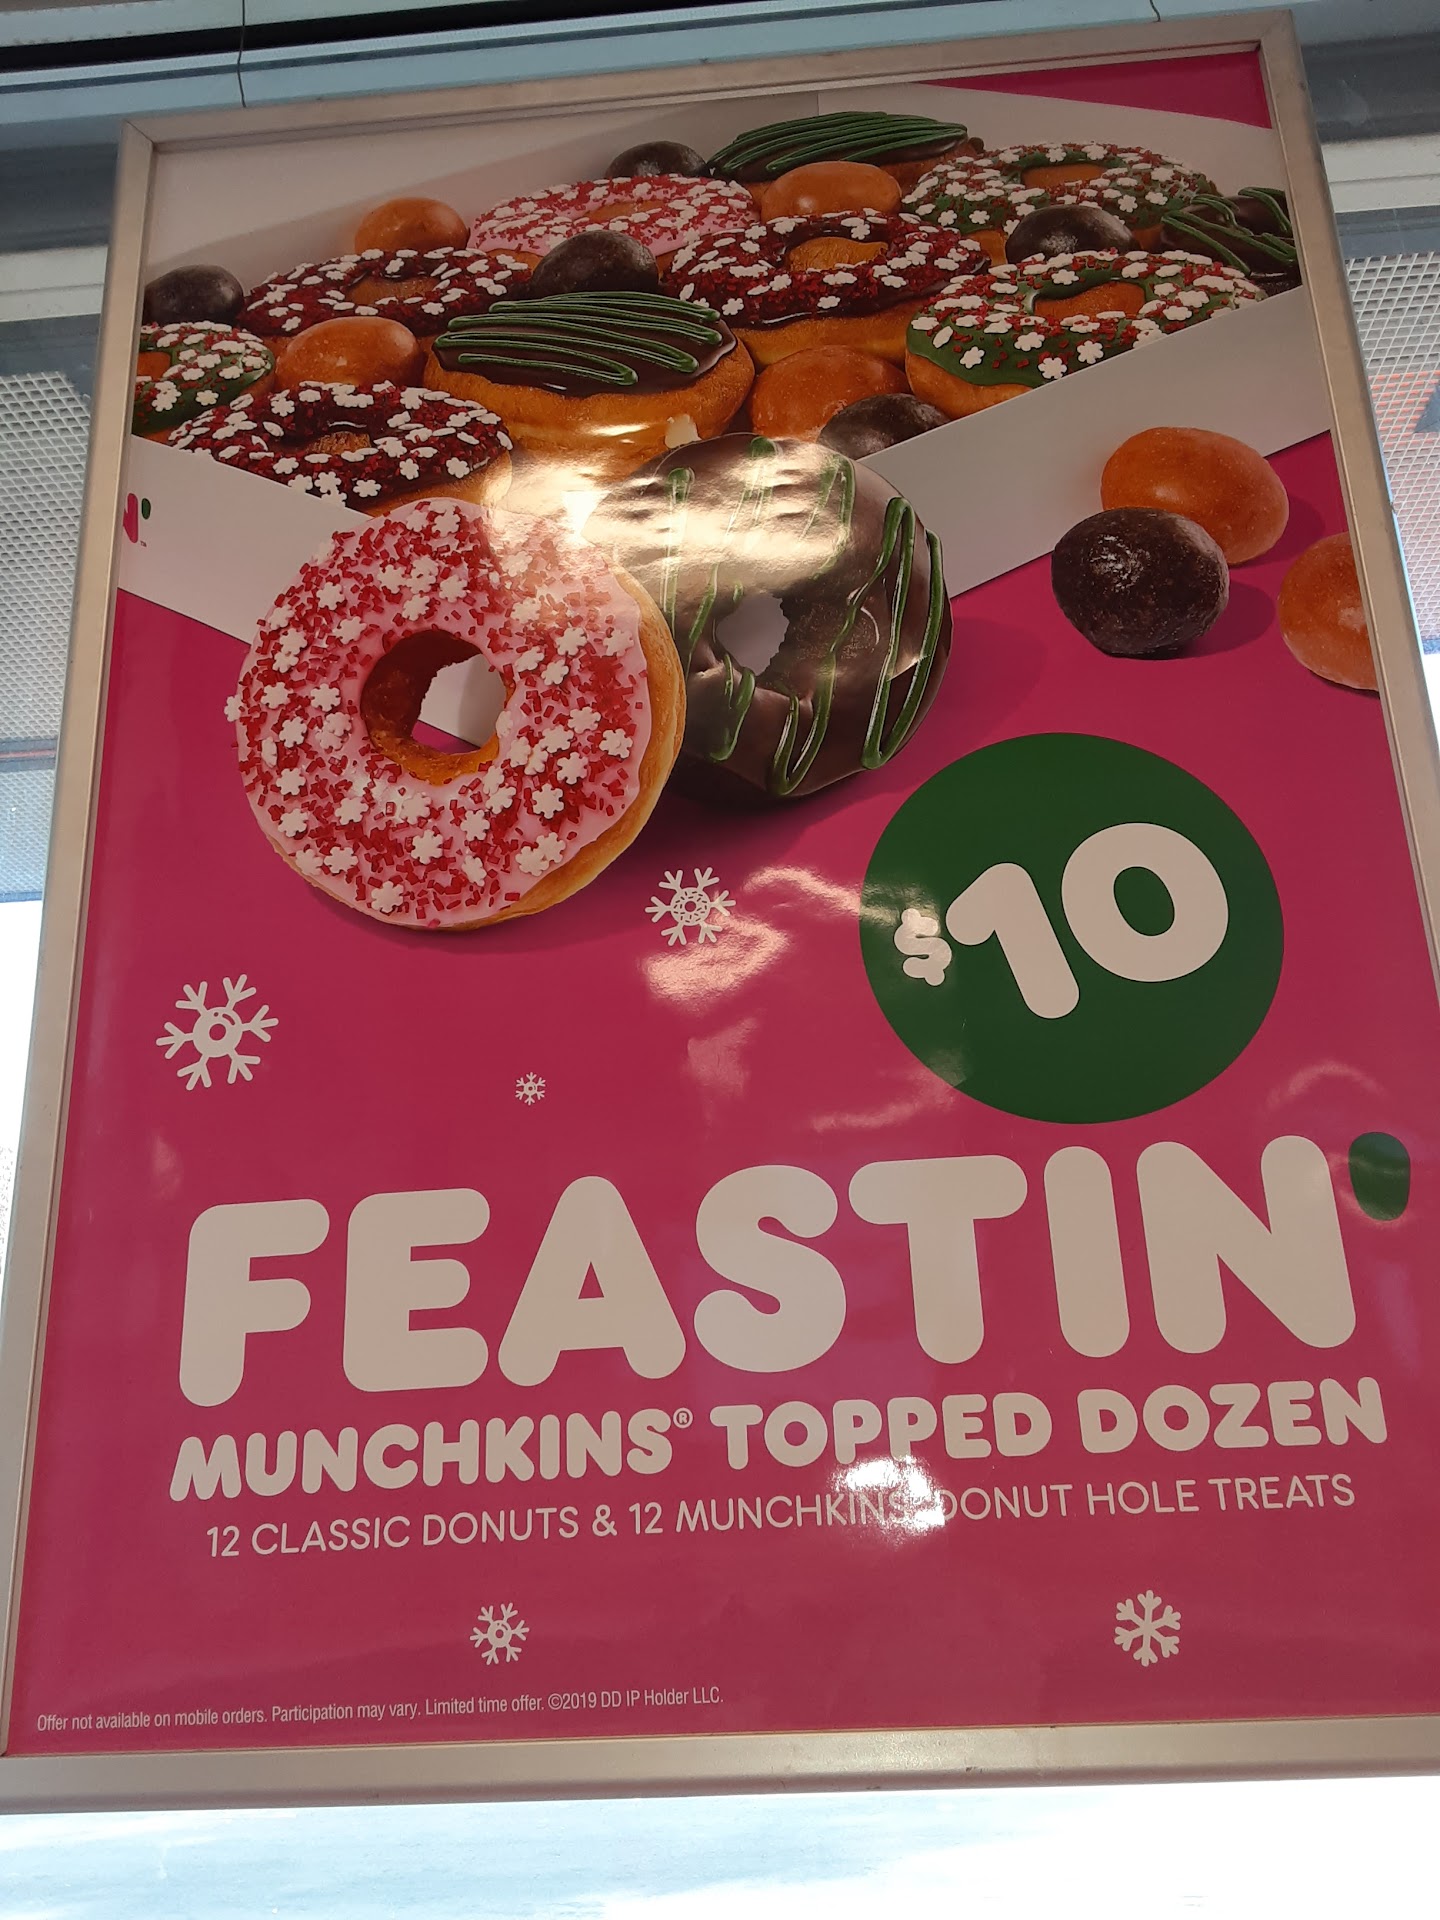 $10
FEASTIN'
MUNCHKINS® TOPPED DOZEN
12 CLASSIC DONUTS & 12 MUNCHKINS® DONUT HOLE TREATS
Offer not available on mobile orders. Participation may vary. Limited time offer. ©2019 DD IP Holder LLC.